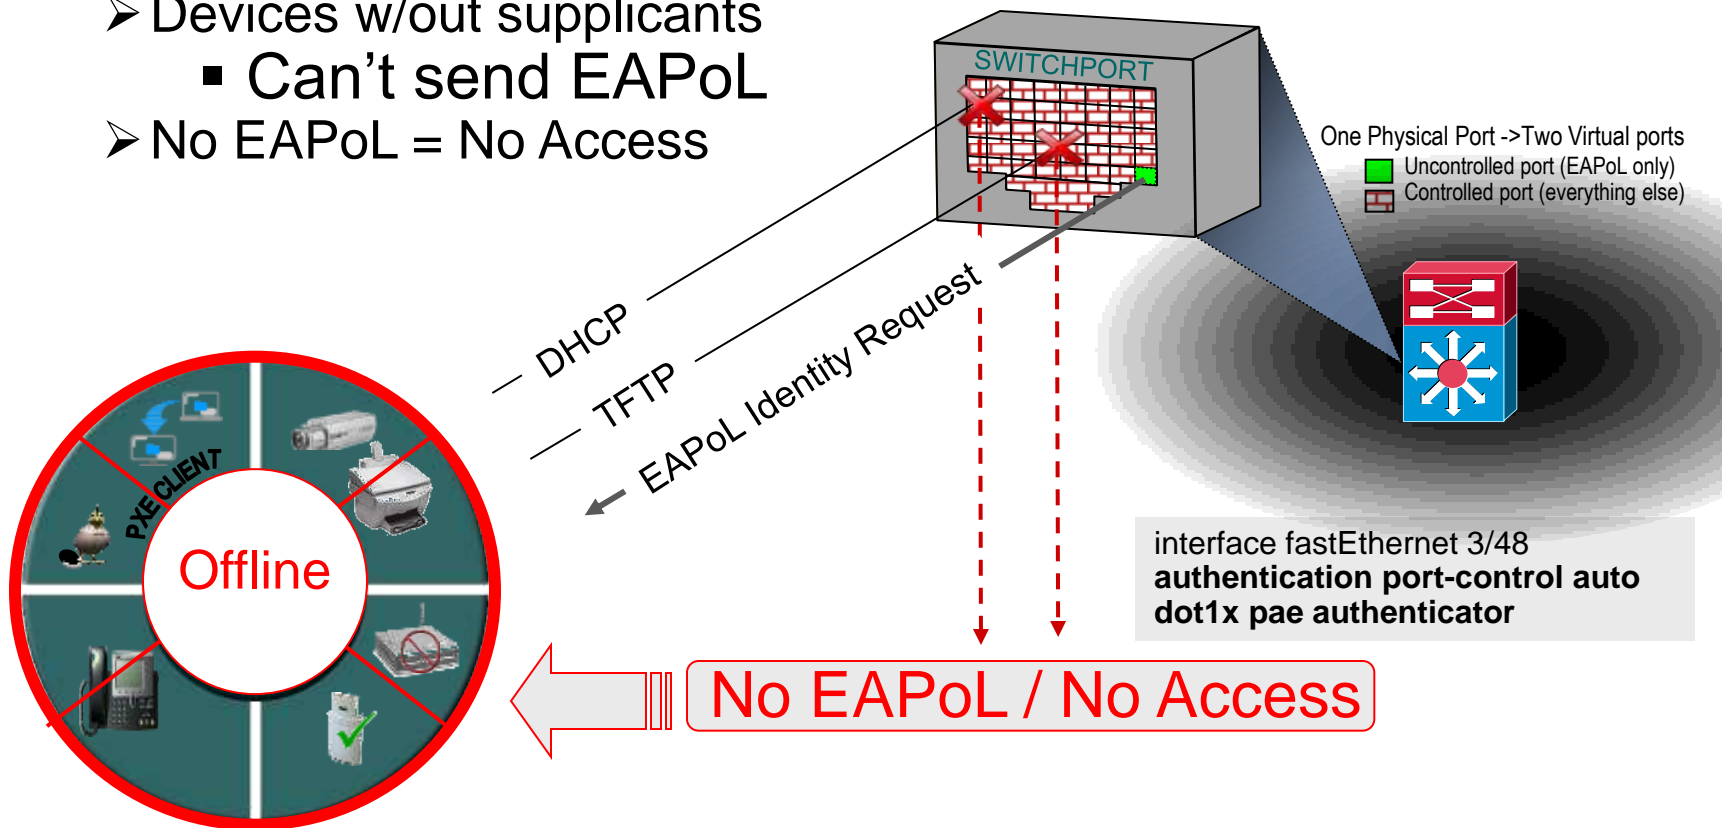 ➢ Devices w/out supplicants
▪ Can't send EAPoL
➢ No EAPoL = No Access
SWITCHPORT
One Physical Port ->Two Virtual ports
Uncontrolled port (EAPoL only)
Controlled port (everything else)
DHCP
TFTP
EAPoL Identity Request
PXE CLIENT
Offline
interface fastEthernet 3/48
authentication port-control auto
dot1x pae authenticator
No EAPoL / No Access